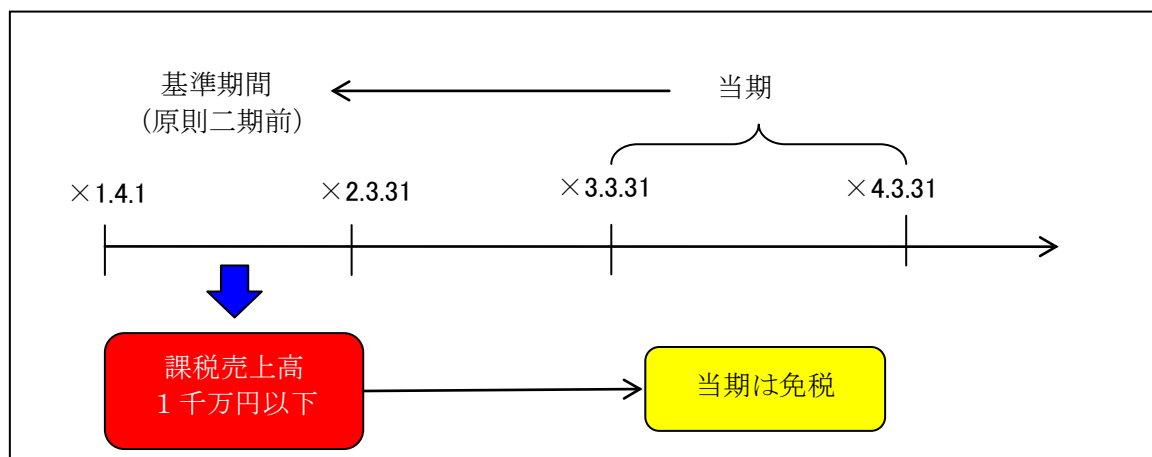 基準期間
(原則二期前)
当期
×1.4.1
×2.3.31
×3.3.31
×4.3.31
課税売上高
１千万円以下
当期は免税